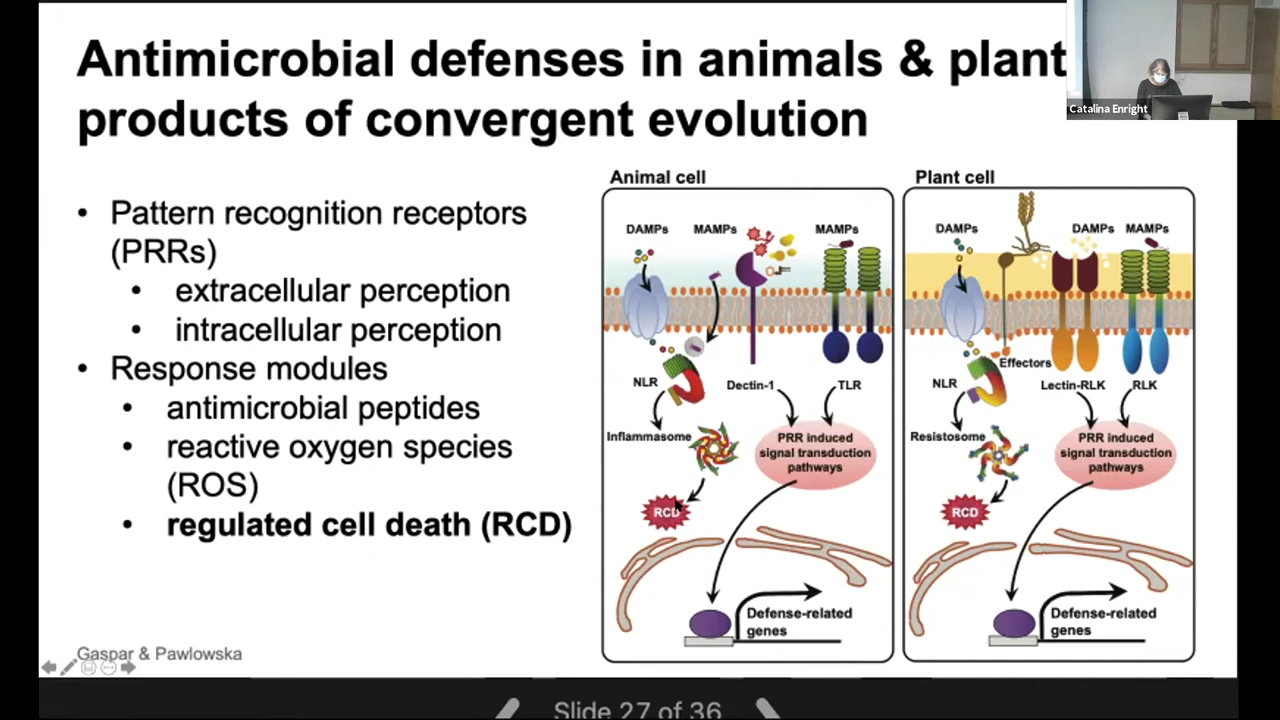 Antimicrobial defenses in animals & plant
products of convergent evolution
Catalina Enright
• Pattern recognition receptors
(PRRs)
• extracellular perception
• intracellular perception
• Response modules
• antimicrobial peptides
• reactive oxygen species
(ROS)
• regulated cell death (RCD)
Animal cell
DAMPs MAMPs MAMPs
NLR Dectin-1 TLR
Inflammasome
PRR induced
signal transduction
pathways
RCD
Defense-related
genes
Plant cell
DAMPs DAMPs MAMPs
Effectors
NLR Lectin-RLK RLK
Resistosome
PRR induced
signal transduction
pathways
RCD
Defense-related
genes
Gaspar & Pawlowska
Slide 27 of 36